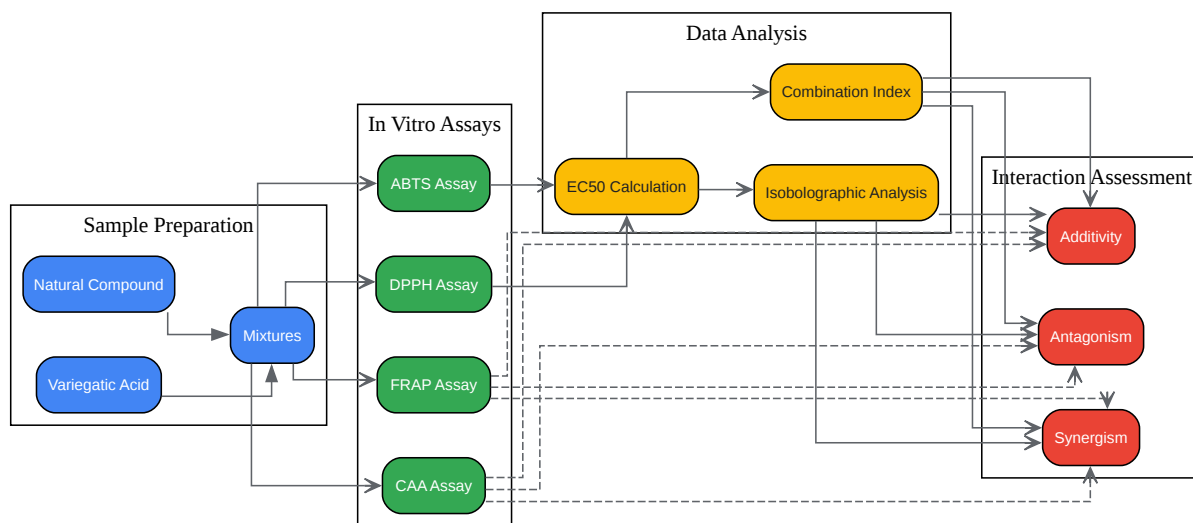 Sample Preparation
Natural Compound
Variegatic Acid
Mixtures
In Vitro Assays
ABTS Assay
DPPH Assay
FRAP Assay
CAA Assay
Data Analysis
EC50 Calculation
Combination Index
Isobolographic Analysis
Interaction Assessment
Additivity
Antagonism
Synergism